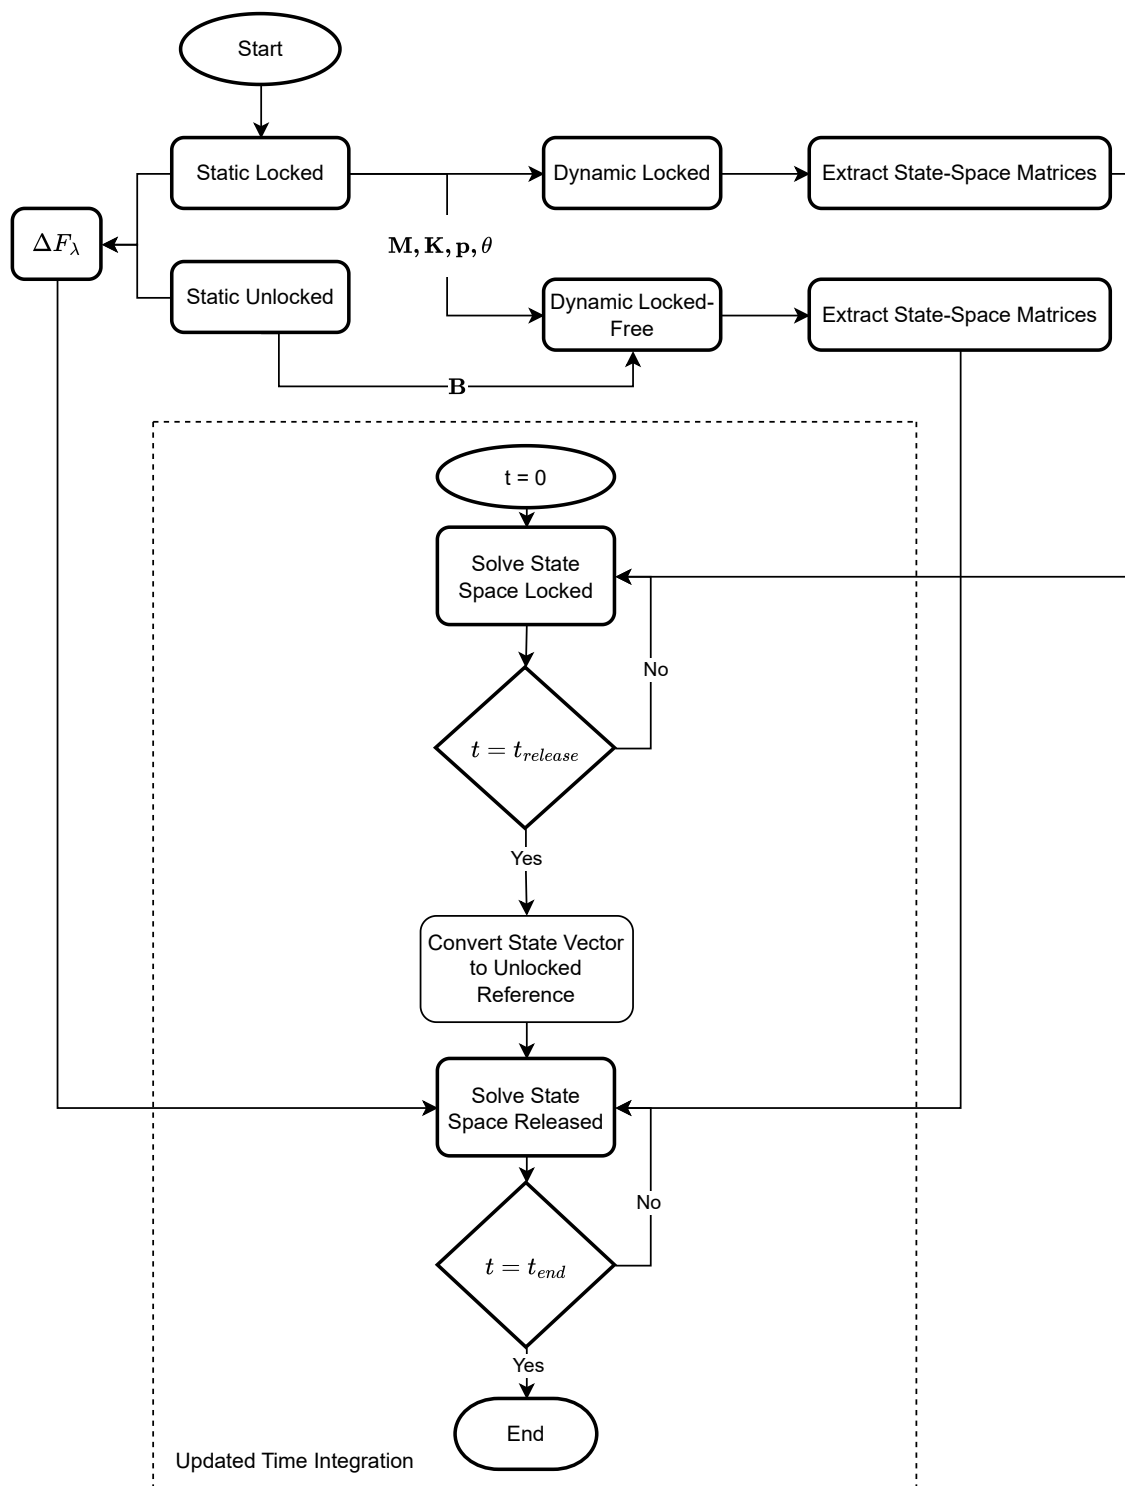 Start
Static Locked
Dynamic Locked
Extract State-Space Matrices
ΔF_λ
M, K, p, θ
Static Unlocked
Dynamic Locked-
Free
Extract State-Space Matrices
B
t = 0
Solve State
Space Locked
No
t = t_release
Yes
Convert State Vector
to Unlocked
Reference
Solve State
Space Released
No
t = t_end
Yes
End
Updated Time Integration